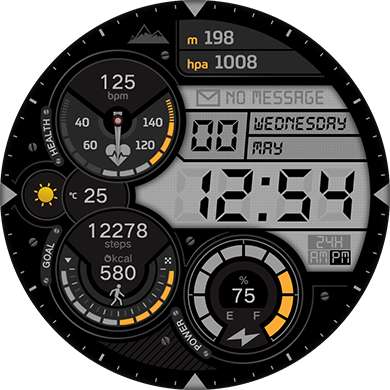 m 198
hpa 1008
125
bpm
40 140
60 120
HEALTH
NO MESSAGE
00 WEDNESDAY
MAY
°C 25
12:54
24H
AM PM
12278
steps
kcal
580
GOAL
%
75
E F
POWER